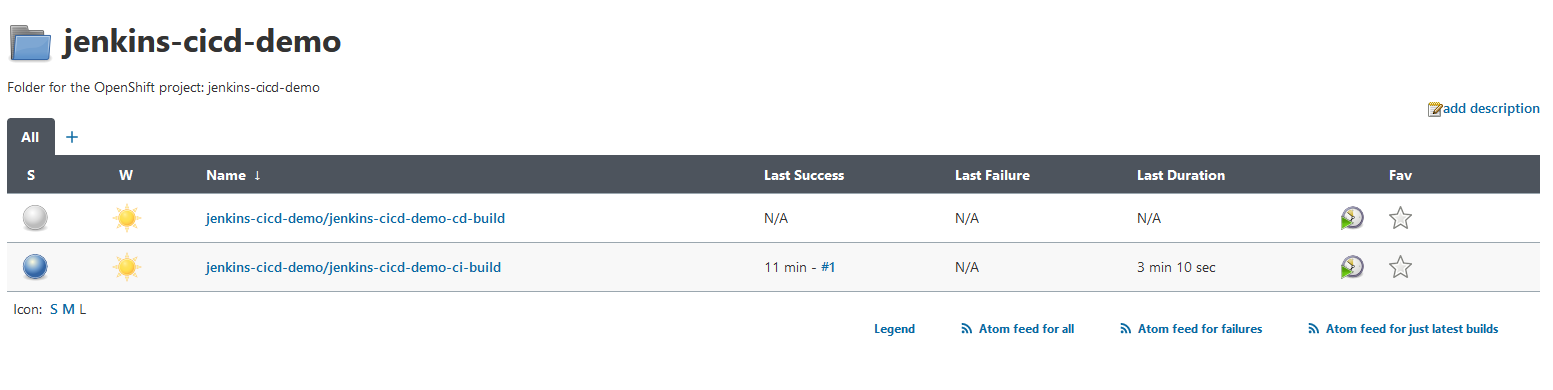 jenkins-cicd-demo
Folder for the OpenShift project: jenkins-cicd-demo
add description
All +
S W Name ↓ Last Success Last Failure Last Duration Fav
jenkins-cicd-demo/jenkins-cicd-demo-cd-build N/A N/A N/A
jenkins-cicd-demo/jenkins-cicd-demo-ci-build 11 min - #1 N/A 3 min 10 sec
Icon: S M L
Legend Atom feed for all Atom feed for failures Atom feed for just latest builds